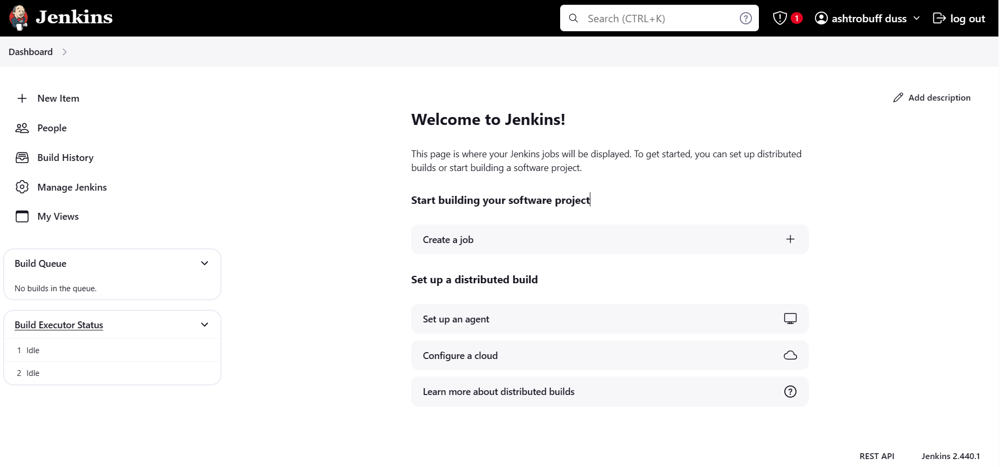 Jenkins
Search (CTRL+K)
1
ashtrobuff duss
log out
Dashboard
New Item
People
Build History
Manage Jenkins
My Views
Build Queue
No builds in the queue.
Build Executor Status
1 Idle
2 Idle
Add description
Welcome to Jenkins!
This page is where your Jenkins jobs will be displayed. To get started, you can set up distributed
builds or start building a software project.
Start building your software project
Create a job
Set up a distributed build
Set up an agent
Configure a cloud
Learn more about distributed builds
REST API
Jenkins 2.440.1